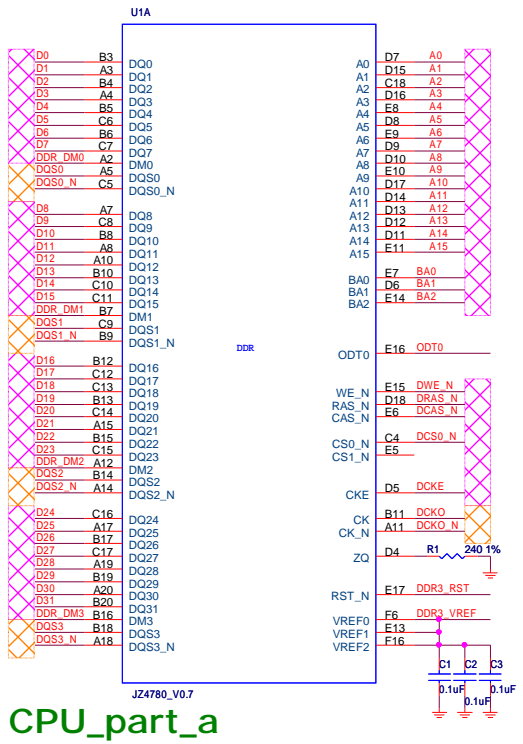 U1A
D0 B3 DQ0 A0 D7 A0
D1 A3 DQ1 A1 D15 A1
D2 B4 DQ2 A2 C18 A2
D3 A4 DQ3 A3 D16 A3
D4 B5 DQ4 A4 E8 A4
D5 C6 DQ5 A5 D8 A5
D6 B6 DQ6 A6 E9 A6
D7 C7 DQ7 A7 D9 A7
DDR_DM0 A2 DM0 A8 D10 A8
DQS0 A5 DQS0 A9 E10 A9
DQS0_N C5 DQS0_N A10 D17 A10
A11 D14 A11
D8 A7 DQ8 A12 D13 A12
D9 C8 DQ9 A13 D12 A13
D10 B8 DQ10 A14 D11 A14
D11 A8 DQ11 A15 E11 A15
D12 A10 DQ12
D13 B10 DQ13 BA0 E7 BA0
D14 C10 DQ14 BA1 D6 BA1
D15 C11 DQ15 BA2 E14 BA2
DDR_DM1 B7 DM1
DQS1 C9 DQS1
DQS1_N B9 DQS1_N
DDR
ODT0 E16 ODT0
D16 B12 DQ16
D17 C12 DQ17
D18 C13 DQ18 WE_N E15 DWE_N
D19 B13 DQ19 RAS_N D18 DRAS_N
D20 C14 DQ20 CAS_N E6 DCAS_N
D21 A15 DQ21
D22 B15 DQ22 CS0_N C4 DCS0_N
D23 C15 DQ23 CS1_N E5
DDR_DM2 A12 DM2
DQS2 B14 DQS2
DQS2_N A14 DQS2_N CKE D5 DCKE
D24 C16 DQ24 CK B11 DCKO
D25 A17 DQ25 CK_N A11 DCKO_N
D26 B17 DQ26
D27 C17 DQ27 ZQ D4 R1 240 1%
D28 A19 DQ28
D29 B19 DQ29
D30 A20 DQ30 RST_N E17 DDR3_RST
D31 B20 DQ31
DDR_DM3 B16 DM3 VREF0 F6 DDR3_VREF
DQS3 B18 DQS3 VREF1 E13
DQS3_N A18 DQS3_N VREF2 F16
C1 C2 C3
0.1uF 0.1uF
0.1uF
JZ4780_V0.7
CPU_part_a